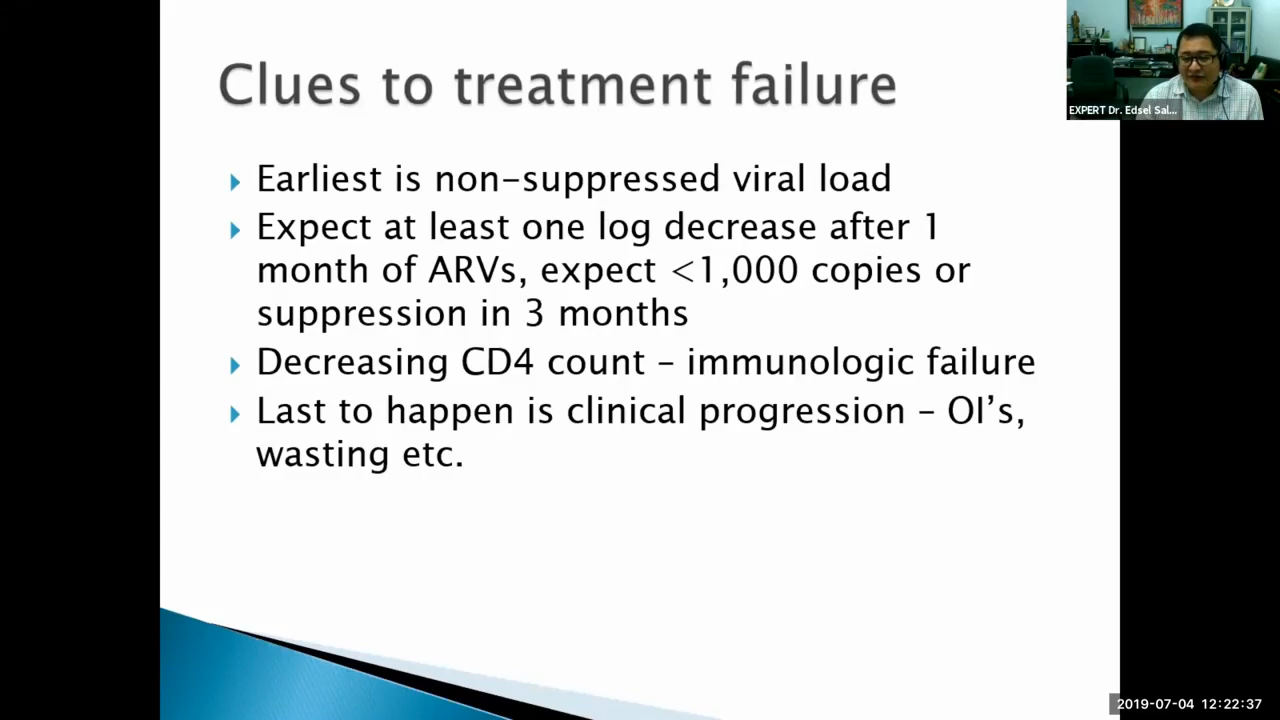 Clues to treatment failure
EXPERT Dr. Edsel Sal...
Earliest is non-suppressed viral load
Expect at least one log decrease after 1
month of ARVs, expect <1,000 copies or
suppression in 3 months
Decreasing CD4 count – immunologic failure
Last to happen is clinical progression – OI’s,
wasting etc.
2019-07-04 12:22:37